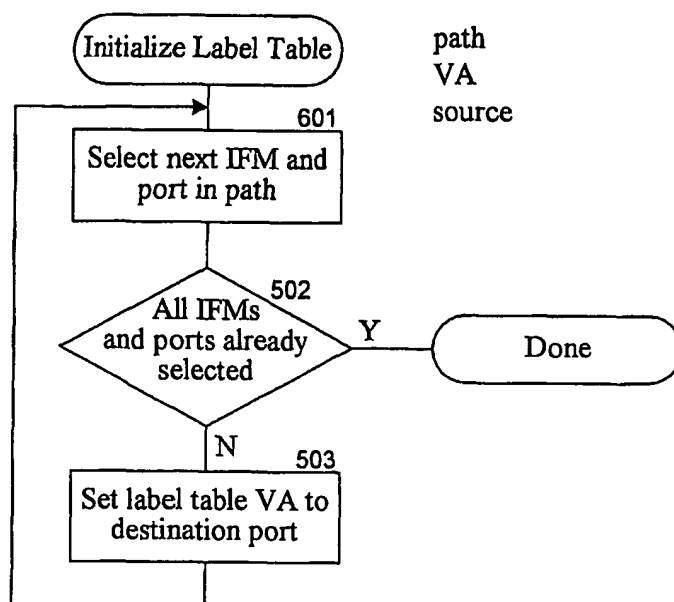 Initialize Label Table
path
VA
source
601
Select next IFM and
port in path
502
All IFMs
and ports already
selected
Y
Done
N
503
Set label table VA to
destination port